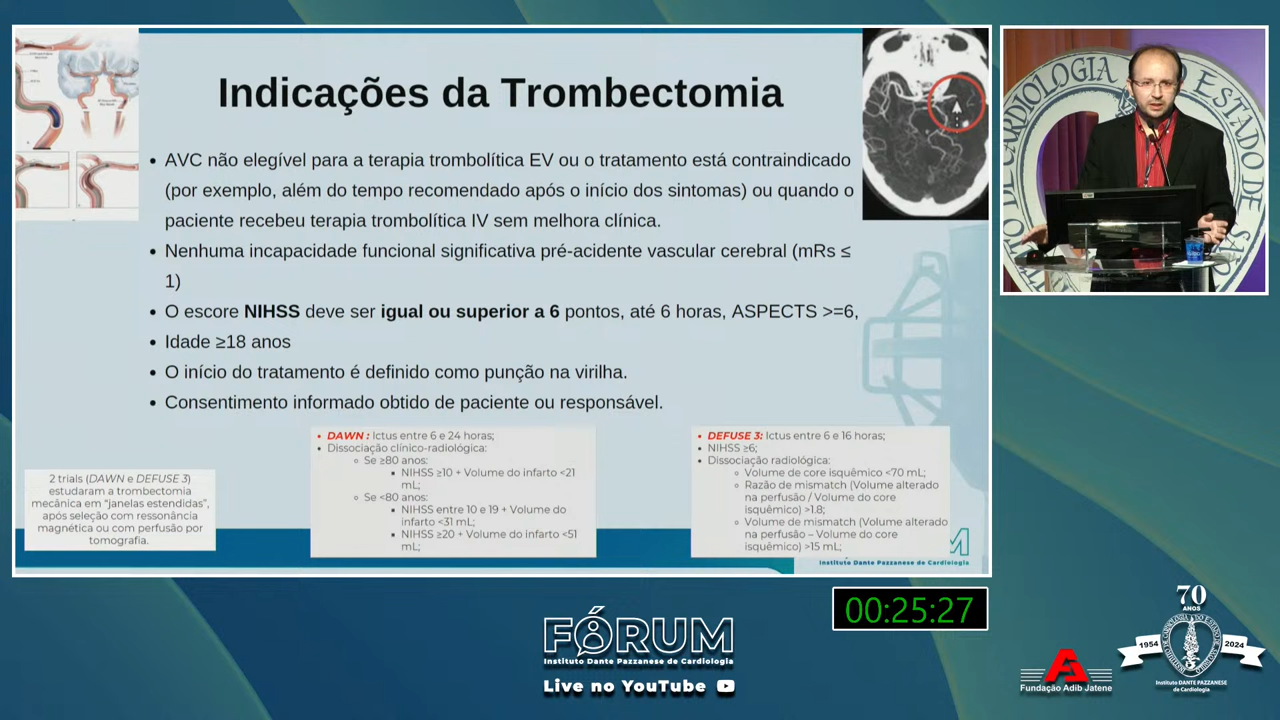 Indicações da Trombectomia
• AVC não elegível para a terapia trombolítica EV ou o tratamento está contraindicado
(por exemplo, além do tempo recomendado após o início dos sintomas) ou quando o
paciente recebeu terapia trombolítica IV sem melhora clínica.
• Nenhuma incapacidade funcional significativa pré-acidente vascular cerebral (mRs ≤
1)
• O escore NIHSS deve ser igual ou superior a 6 pontos, até 6 horas, ASPECTS >=6,
• Idade ≥18 anos
• O início do tratamento é definido como punção na virilha.
• Consentimento informado obtido de paciente ou responsável.
2 trials (DAWN e DEFUSE 3)
estudaram a trombectomia
mecânica em “janelas estendidas”,
após seleção com ressonância
magnética ou com perfusão por
tomografia.
• DAWN : Ictus entre 6 e 24 horas;
• Dissociação clínico-radiológica:
Se ≥80 anos:
NIHSS ≥10 + Volume do infarto <21
mL;
Se <80 anos:
NIHSS entre 10 e 19 + Volume do
infarto <31 mL;
NIHSS ≥20 + Volume do infarto <51
mL;
• DEFUSE 3: Ictus entre 6 e 16 horas;
• NIHSS ≥6;
• Dissociação radiológica:
Volume de core isquêmico <70 mL;
Razão de mismatch (Volume alterado
na perfusão / Volume do core
isquêmico) >1.8;
Volume de mismatch (Volume alterado
na perfusão – Volume do core
isquêmico) >15 mL;
M
Instituto Dante Pazzanese de Cardiologia
CARDIOLOGIA DO ESTADO DE
00:25:27
FÓRUM
Instituto Dante Pazzanese de Cardiologia
Live no YouTube
Fundação Adib Jatene
70
ANOS
1954
2024
Instituto DANTE PAZZANESE
de Cardiologia